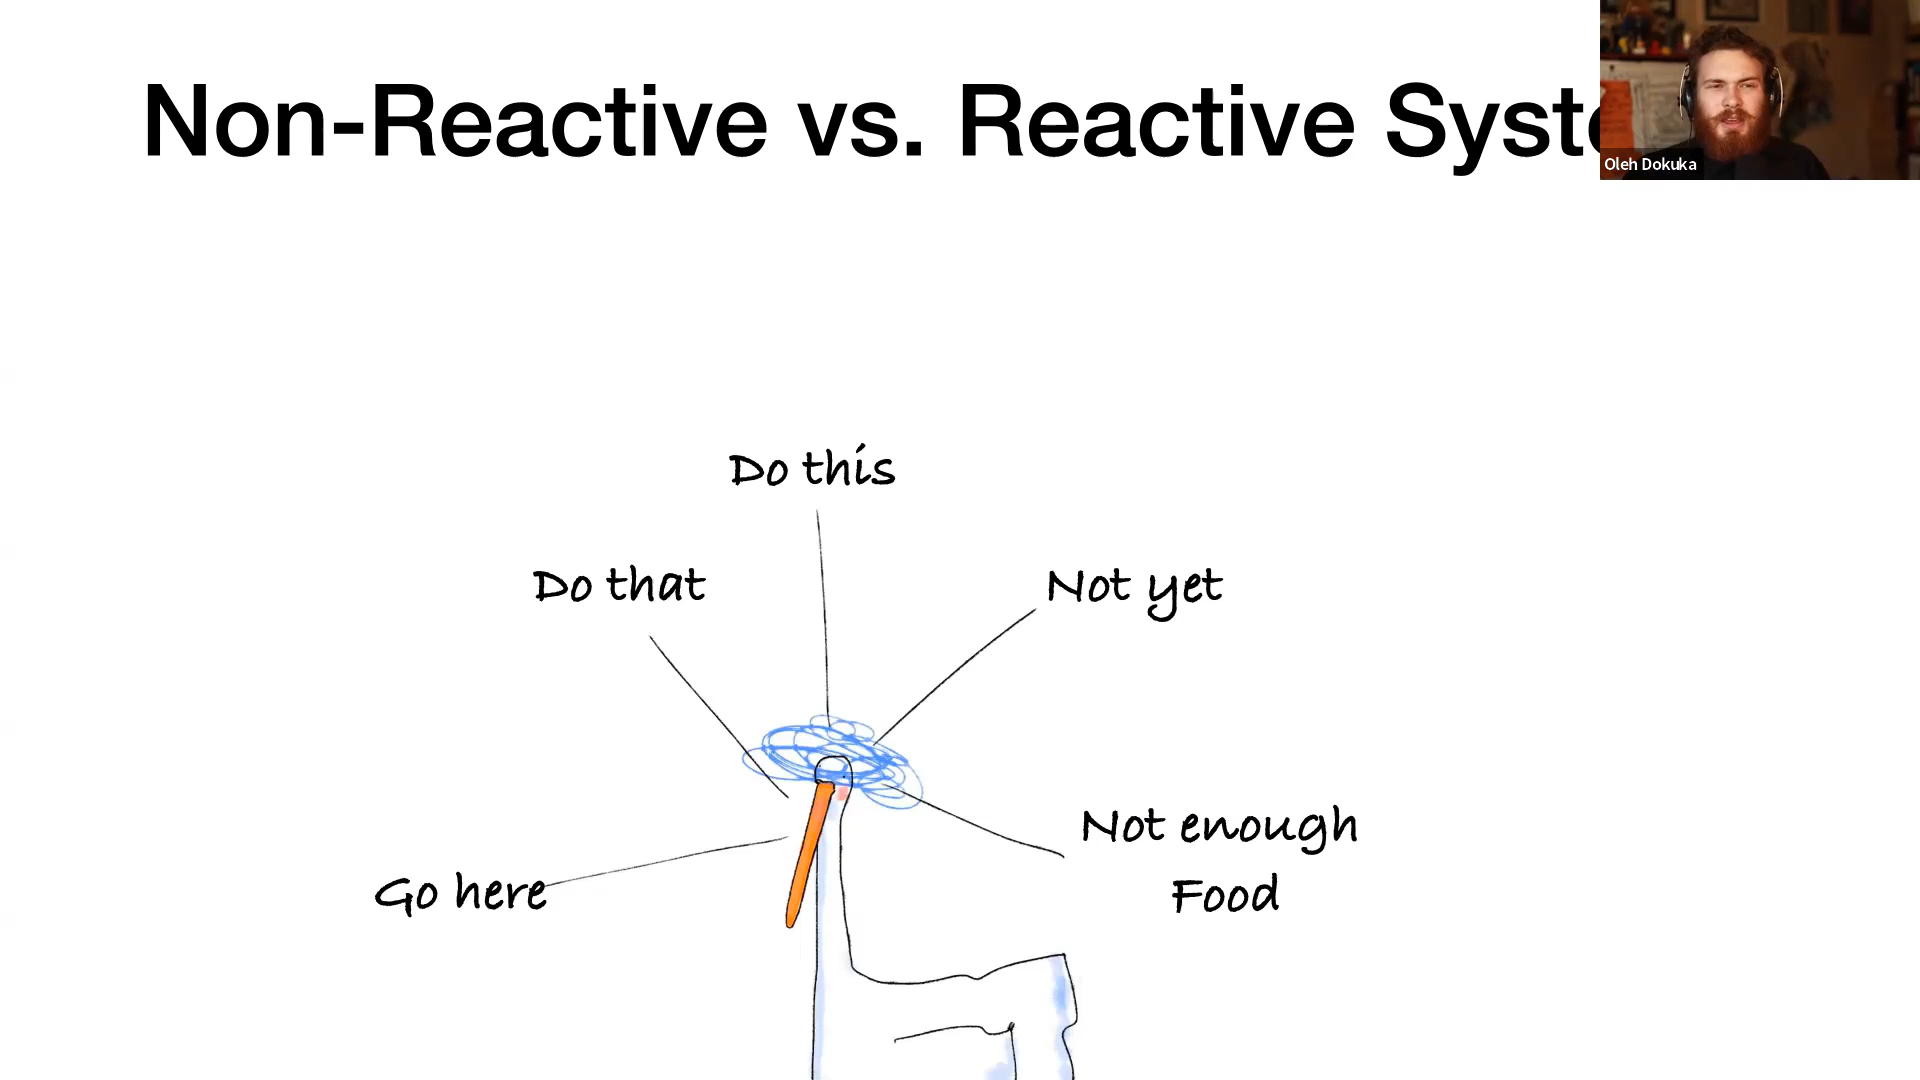 Non-Reactive vs. Reactive Syst
Oleh Dokuka
Do this
Do that
Not yet
Not enough
Food
Go here